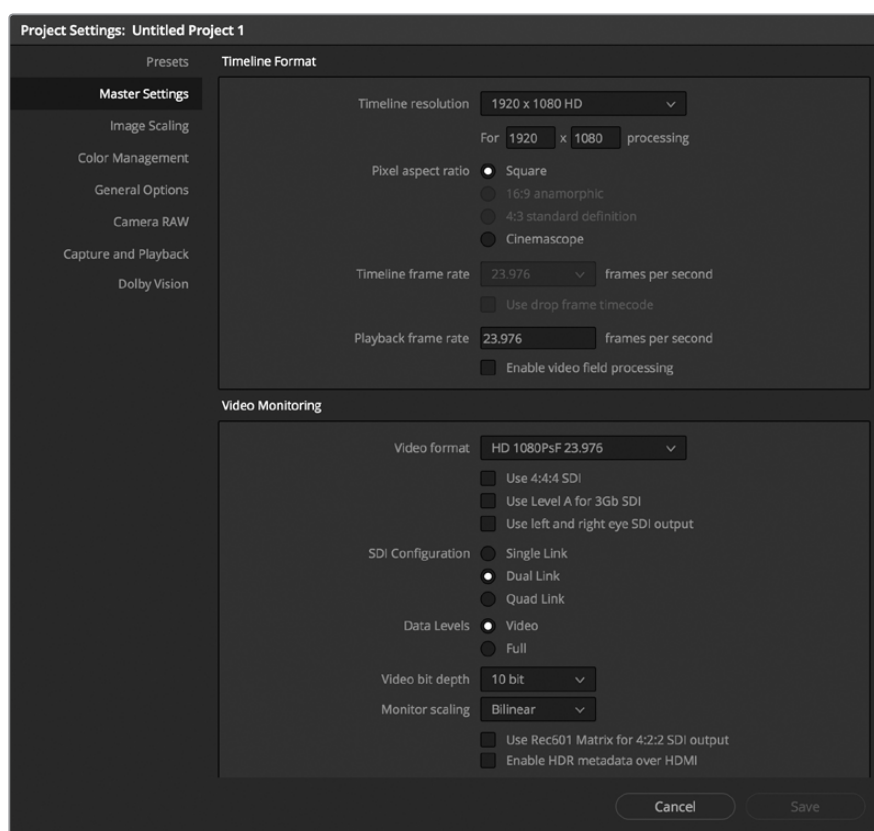 Project Settings: Untitled Project 1
Presets
Master Settings
Image Scaling
Color Management
General Options
Camera RAW
Capture and Playback
Dolby Vision
Timeline Format
Timeline resolution 1920 x 1080 HD
For 1920 x 1080 processing
Pixel aspect ratio Square
16:9 anamorphic
4:3 standard definition
Cinemascope
Timeline frame rate 23.976 frames per second
Use drop frame timecode
Playback frame rate 23.976 frames per second
Enable video field processing
Video Monitoring
Video format HD 1080PsF 23.976
Use 4:4:4 SDI
Use Level A for 3Gb SDI
Use left and right eye SDI output
SDI Configuration Single Link
Dual Link
Quad Link
Data Levels Video
Full
Video bit depth 10 bit
Monitor scaling Bilinear
Use Rec601 Matrix for 4:2:2 SDI output
Enable HDR metadata over HDMI
Cancel Save